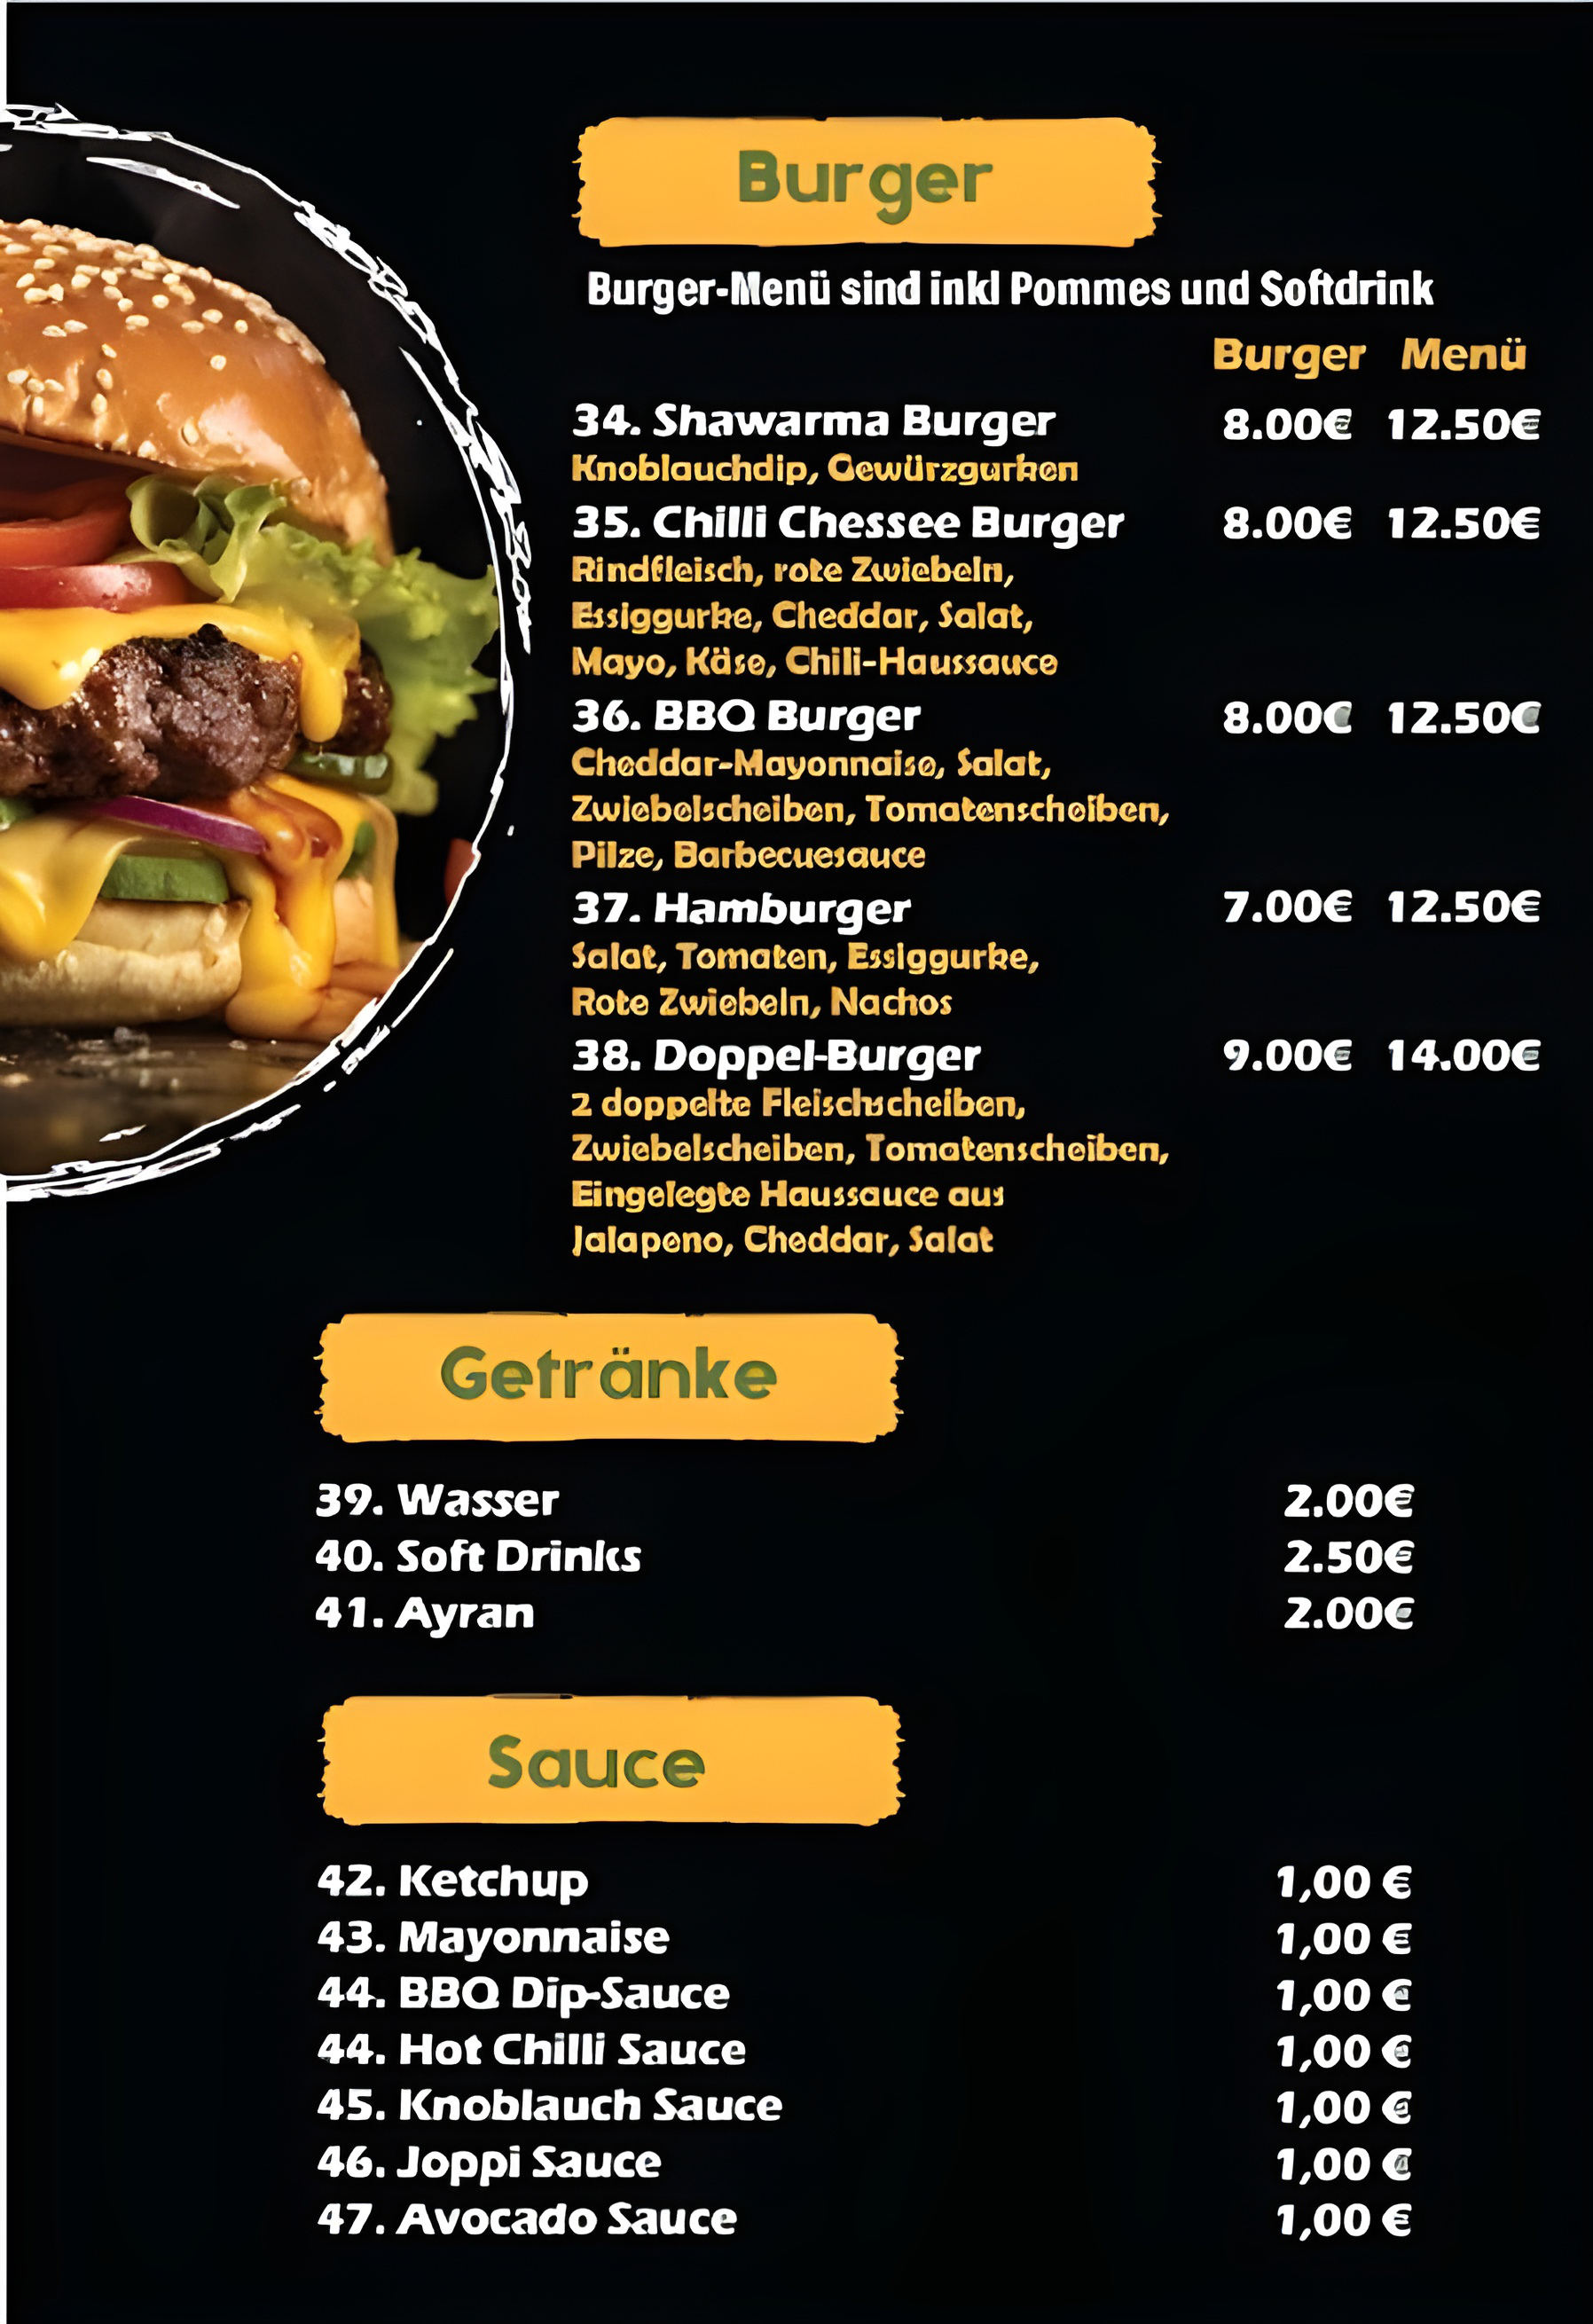 Burger
Burger-Menü sind inkl Pommes und Softdrink
Burger Menü
34. Shawarma Burger 8.00€ 12.50€
Knoblauchdip, Gewürzgurken
35. Chilli Chessee Burger 8.00€ 12.50€
Rindfleisch, rote Zwiebeln,
Essiggurke, Cheddar, Salat,
Mayo, Käse, Chili-Haussauce
36. BBQ Burger 8.00€ 12.50€
Cheddar-Mayonnaise, Salat,
Zwiebelscheiben, Tomatenscheiben,
Pilze, Barbecuesauce
37. Hamburger 7.00€ 12.50€
Salat, Tomaten, Essiggurke,
Rote Zwiebeln, Nachos
38. Doppel-Burger 9.00€ 14.00€
2 doppelte Fleischscheiben,
Zwiebelscheiben, Tomatenscheiben,
Eingelegte Haussauce aus
Jalapeno, Cheddar, Salat
Getränke
39. Wasser 2.00€
40. Soft Drinks 2.50€
41. Ayran 2.00€
Sauce
42. Ketchup 1,00 €
43. Mayonnaise 1,00 €
44. BBQ Dip-Sauce 1,00 €
44. Hot Chilli Sauce 1,00 €
45. Knoblauch Sauce 1,00 €
46. Joppi Sauce 1,00 €
47. Avocado Sauce 1,00 €